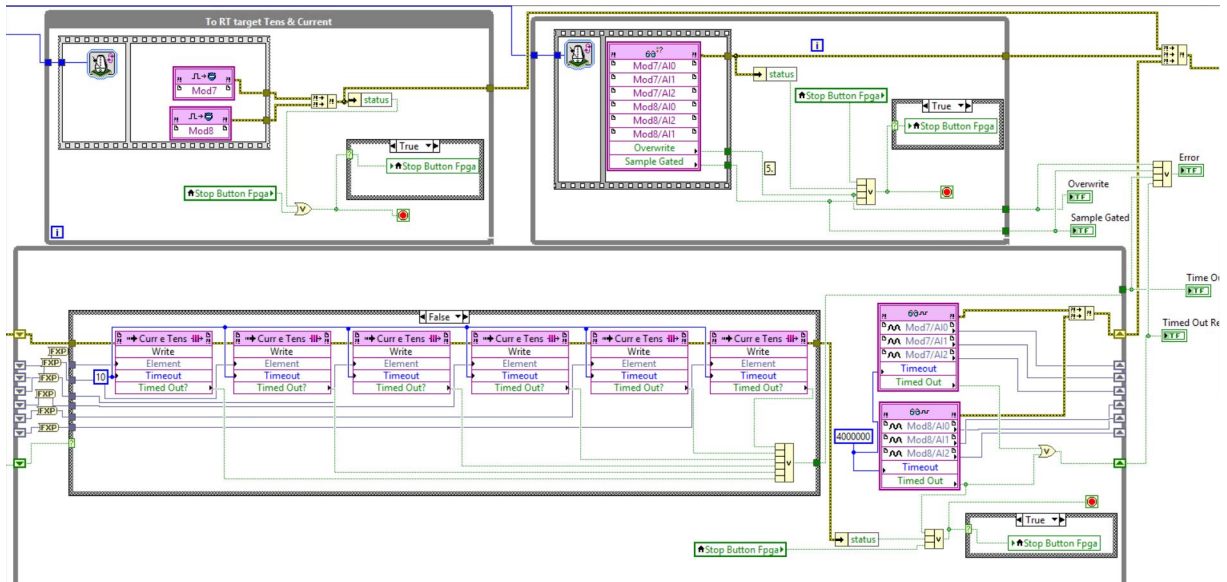 To RT target Tens & Current
Mod7
Mod8
status
True
Stop Button Fpga
Stop Button Fpga
i
Mod7/AI0
Mod7/AI1
Mod7/AI2
Mod8/AI0
Mod8/AI2
Mod8/AI1
Overwrite
Sample Gated
i
status
Stop Button Fpga
True
Stop Button Fpga
5.
Error
TF
Overwrite
TF
Sample Gated
TF
Time O
TF
Timed Out Re
TF
False
Curr e Tens
Write
Element
Timeout
Timed Out?
Curr e Tens
Write
Element
Timeout
Timed Out?
Curr e Tens
Write
Element
Timeout
Timed Out?
Curr e Tens
Write
Element
Timeout
Timed Out?
Curr e Tens
Write
Element
Timeout
Timed Out?
Curr e Tens
Write
Element
Timeout
Timed Out?
FXP
FXP
FXP
FXP
FXP
10
Mod7/AI0
Mod7/AI1
Mod7/AI2
Timeout
Timed Out
4000000
Mod8/AI0
Mod8/AI1
Mod8/AI2
Timeout
Timed Out
status
Stop Button Fpga
True
Stop Button Fpga